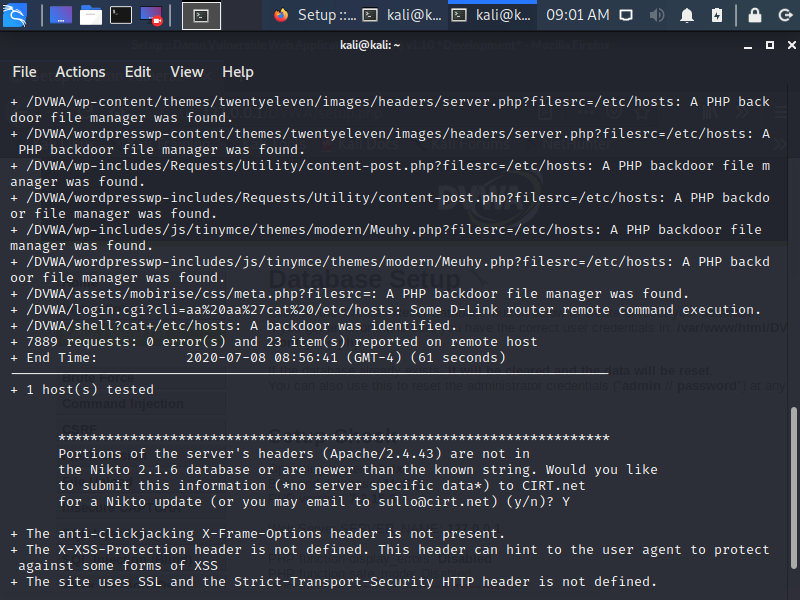 Setup ::...
kali@k...
kali@k...
09:01 AM
kali@kali: ~
File Actions Edit View Help
+ /DVWA/wp-content/themes/twentyeleven/images/headers/server.php?filesrc=/etc/hosts: A PHP back
door file manager was found.
+ /DVWA/wordpresswp-content/themes/twentyeleven/images/headers/server.php?filesrc=/etc/hosts: A
PHP backdoor file manager was found.
+ /DVWA/wp-includes/Requests/Utility/content-post.php?filesrc=/etc/hosts: A PHP backdoor file m
anager was found.
+ /DVWA/wordpresswp-includes/Requests/Utility/content-post.php?filesrc=/etc/hosts: A PHP backdo
or file manager was found.
+ /DVWA/wp-includes/js/tinymce/themes/modern/Meuhy.php?filesrc=/etc/hosts: A PHP backdoor file
manager was found.
+ /DVWA/wordpresswp-includes/js/tinymce/themes/modern/Meuhy.php?filesrc=/etc/hosts: A PHP backd
oor file manager was found.
+ /DVWA/assets/mobirise/css/meta.php?filesrc=: A PHP backdoor file manager was found.
+ /DVWA/login.cgi?cli=aa%20aa%27cat%20/etc/hosts: Some D-Link router remote command execution.
+ /DVWA/shell?cat+/etc/hosts: A backdoor was identified.
+ 7889 requests: 0 error(s) and 23 item(s) reported on remote host
+ End Time: 2020-07-08 08:56:41 (GMT-4) (61 seconds)
+ 1 host(s) tested
*********************************************************************
Portions of the server's headers (Apache/2.4.43) are not in
the Nikto 2.1.6 database or are newer than the known string. Would you like
to submit this information (*no server specific data*) to CIRT.net
for a Nikto update (or you may email to sullo@cirt.net) (y/n)? Y
+ The anti-clickjacking X-Frame-Options header is not present.
+ The X-XSS-Protection header is not defined. This header can hint to the user agent to protect
against some forms of XSS
+ The site uses SSL and the Strict-Transport-Security HTTP header is not defined.
Database Setup
Command Injection
CSRF
Setup Check